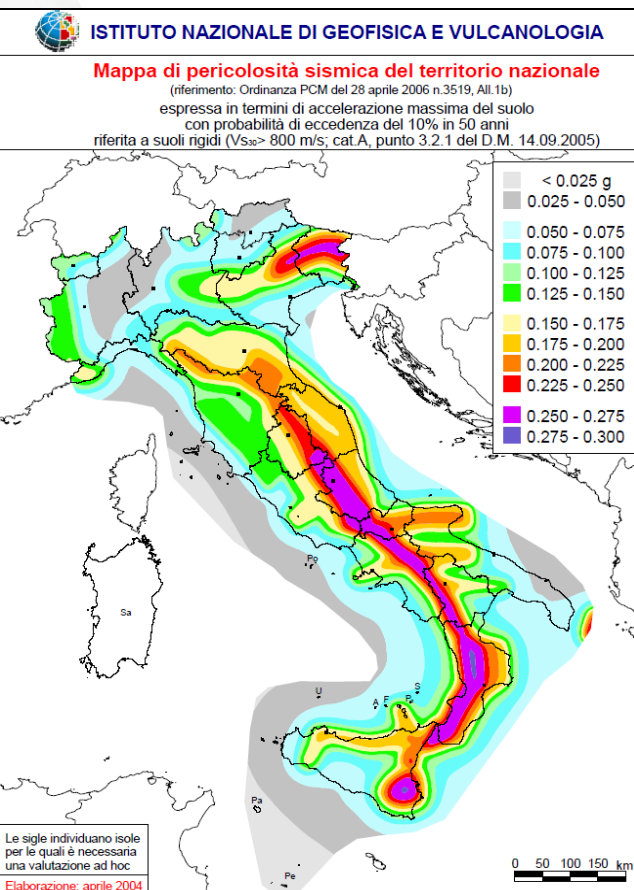 ISTITUTO NAZIONALE DI GEOFISICA E VULCANOLOGIA
Mappa di pericolosità sismica del territorio nazionale
(riferimento: Ordinanza PCM del 28 aprile 2006 n.3519, All.1b)
espressa in termini di accelerazione massima del suolo
con probabilità di eccedenza del 10% in 50 anni
riferita a suoli rigidi (Vs30> 800 m/s; cat.A, punto 3.2.1 del D.M. 14.09.2005)
< 0.025 g
0.025 - 0.050
0.050 - 0.075
0.075 - 0.100
0.100 - 0.125
0.125 - 0.150
0.150 - 0.175
0.175 - 0.200
0.200 - 0.225
0.225 - 0.250
0.250 - 0.275
0.275 - 0.300
Po
Sa
U
S
A
F
P
Pa
Pe
Le sigle individuano isole
per le quali è necessaria
una valutazione ad hoc
Elaborazione: aprile 2004
0 50 100 150 km